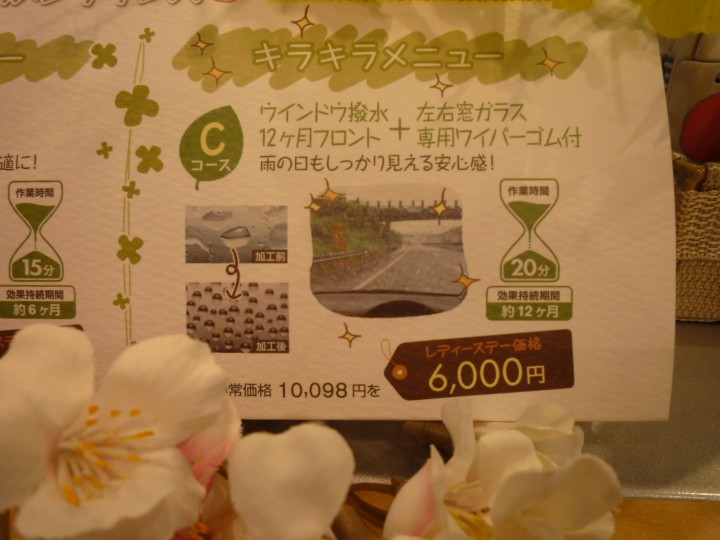 キラキラメニュー
C
コース
ウインドウ撥水
12ヶ月フロント
+
左右窓ガラス
専用ワイパーゴム付
雨の日もしっかり見える安心感!
適に!
作業時間
15分
効果持続期間
約6ヶ月
加工前
加工後
作業時間
20分
効果持続期間
約12ヶ月
常価格 10,098円を
レディースデー価格
6,000円